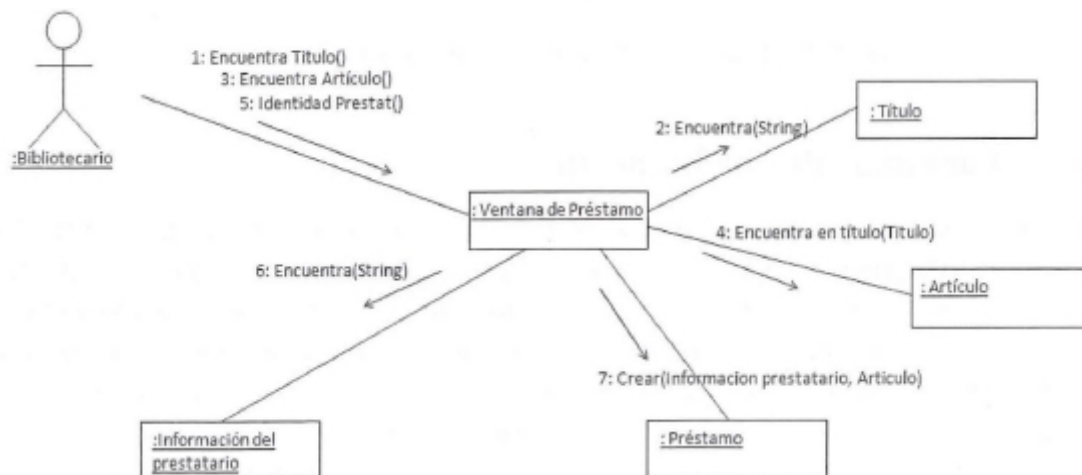 1: Encuentra Titulo()
3: Encuentra Artículo()
5: Identidad Prestat()
:Bibliotecario
2: Encuentra(String)
: Título
: Ventana de Préstamo
4: Encuentra en título(Titulo)
: Artículo
6: Encuentra(String)
7: Crear(Informacion prestatario, Articulo)
:Información del
prestatario
: Préstamo